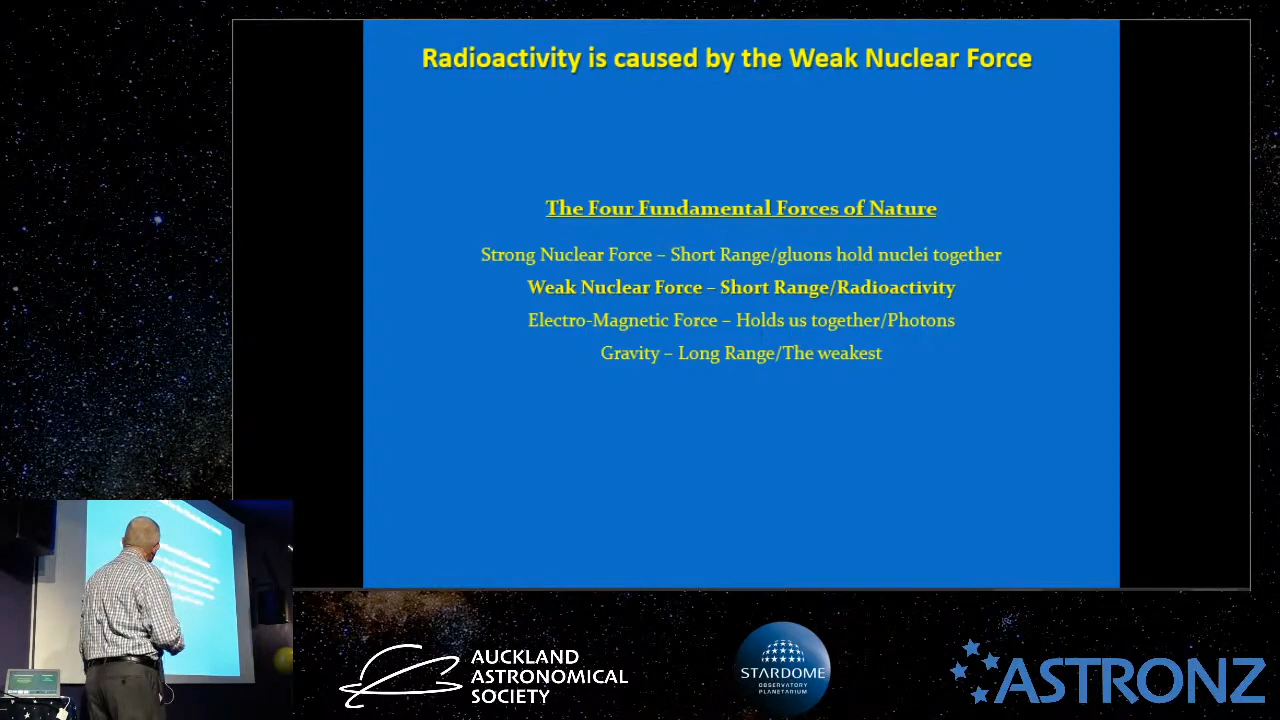 Radioactivity is caused by the Weak Nuclear Force
The Four Fundamental Forces of Nature
Strong Nuclear Force – Short Range/gluons hold nuclei together
Weak Nuclear Force – Short Range/Radioactivity
Electro-Magnetic Force – Holds us together/Photons
Gravity – Long Range/The weakest
AUCKLAND
ASTRONOMICAL
SOCIETY
STARDOME
OBSERVATORY
PLANETARIUM
ASTRONZ